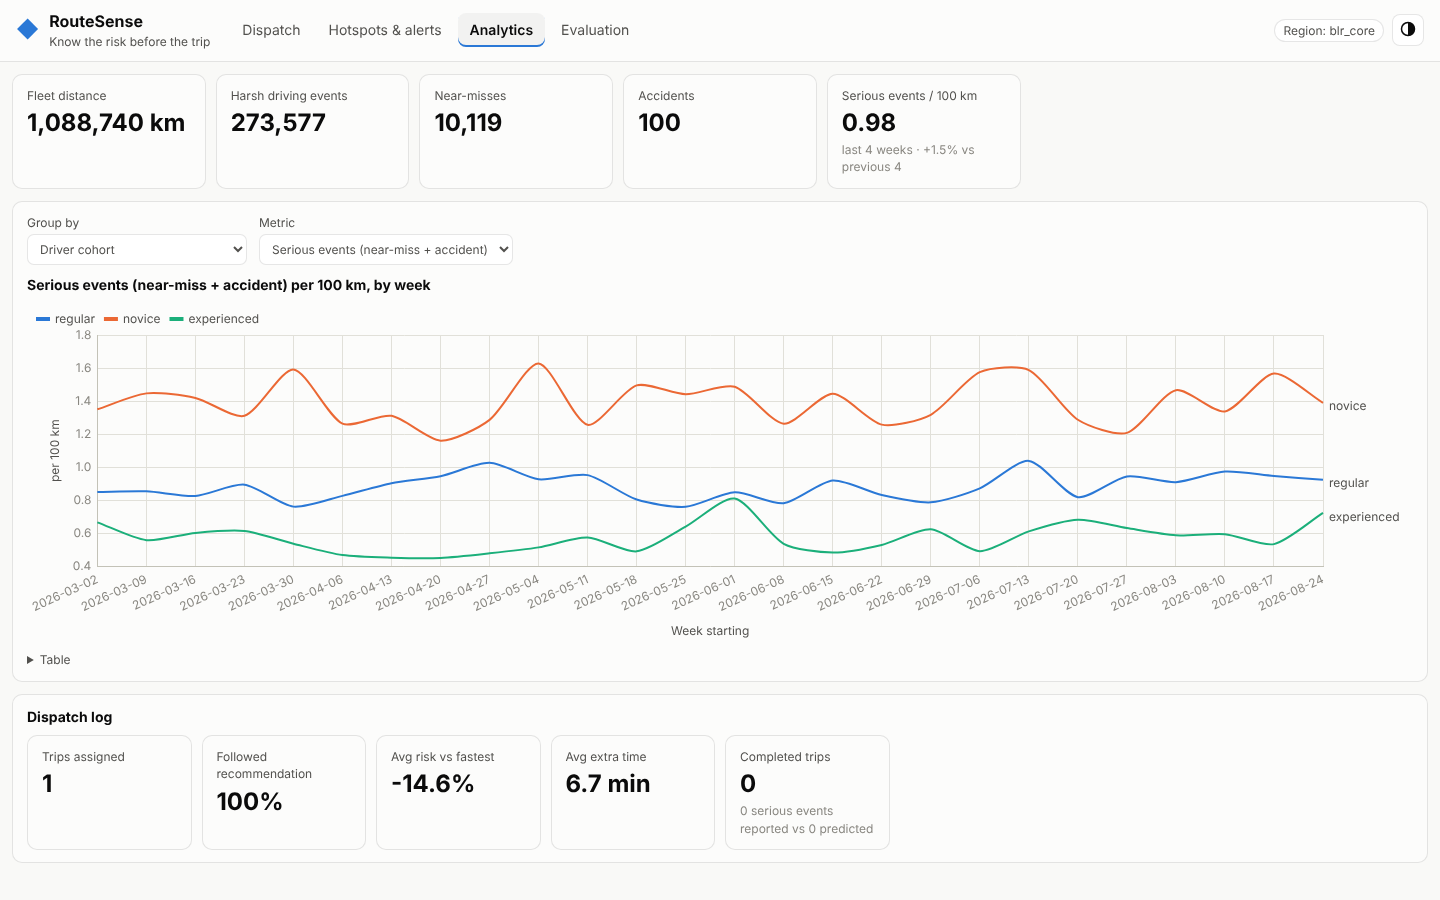 RouteSense
Know the risk before the trip
Dispatch
Hotspots & alerts
Analytics
Evaluation
Region: blr_core
Fleet distance
1,088,740 km
Harsh driving events
273,577
Near-misses
10,119
Accidents
100
Serious events / 100 km
0.98
last 4 weeks · +1.5% vs
previous 4
Group by
Metric
Driver cohort
Serious events (near-miss + accident)
Serious events (near-miss + accident) per 100 km, by week
regular
novice
experienced
1.8
1.6
1.4
1.2
1.0
0.8
0.6
0.4
per 100 km
novice
regular
experienced
2026-03-02
2026-03-09
2026-03-16
2026-03-23
2026-03-30
2026-04-06
2026-04-13
2026-04-20
2026-04-27
2026-05-04
2026-05-11
2026-05-18
2026-05-25
2026-06-01
2026-06-08
2026-06-15
2026-06-22
2026-06-29
2026-07-06
2026-07-13
2026-07-20
2026-07-27
2026-08-03
2026-08-10
2026-08-17
2026-08-24
Week starting
Table
Dispatch log
Trips assigned
1
Followed
recommendation
100%
Avg risk vs fastest
-14.6%
Avg extra time
6.7 min
Completed trips
0
0 serious events
reported vs 0 predicted